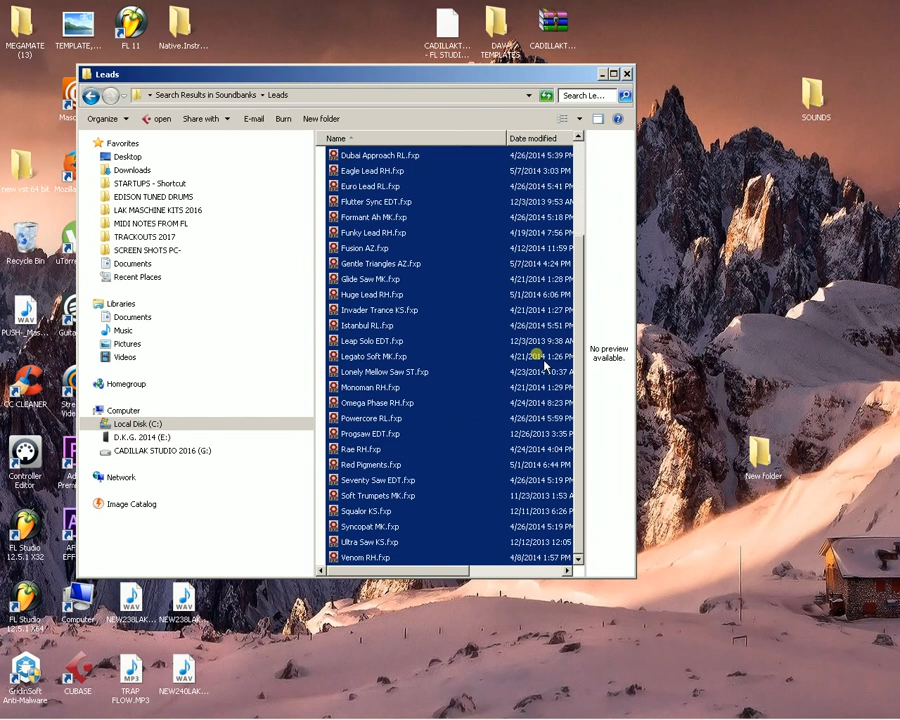 MEGAMATE
(13)
TEMPLATE,...
FL 11
Native.Instr...
CADILLAKT...
- FL STUDI...
DAW
TEMPLATES
CADILLAKT...
SOUNDS
New folder
new vst 64 bit
Recycle Bin
CC CLEANER
Controller
Editor
FL Studio
12.5.1 X32
FL Studio
12.5.1 X64
Computer
NEW238LAK...
NEW239LAK...
GridinSoft
Anti-Malware
CUBASE
TRAP
FLOW.MP3
NEW240LAK...
Leads
Search Results in Soundbanks
Leads
Search Le...
Organize
open
Share with
E-mail
Burn
New folder
Favorites
Desktop
Downloads
STARTUPS - Shortcut
EDISON TUNED DRUMS
LAK MASCHINE KITS 2016
MIDI NOTES FROM FL
TRACKOUTS 2017
SCREEN SHOTS PC-
Documents
Recent Places
Libraries
Documents
Music
Pictures
Videos
Homegroup
Computer
Local Disk (C:)
D.K.G. 2014 (E:)
CADILLAK STUDIO 2016 (G:)
Network
Image Catalog
Name Date modified
Dubai Approach RL.fxp 4/26/2014 5:39 PM
Eagle Lead RH.fxp 5/7/2014 3:03 PM
Euro Lead RL.fxp 4/26/2014 5:41 PM
Flutter Sync EDT.fxp 12/3/2013 9:53 AM
Formant Ah MK.fxp 4/26/2014 5:18 PM
Funky Lead RH.fxp 4/19/2014 7:56 PM
Fusion AZ.fxp 4/12/2014 11:59 P
Gentle Triangles AZ.fxp 5/7/2014 4:24 PM
Glide Saw MK.fxp 4/21/2014 1:28 PM
Huge Lead RH.fxp 5/1/2014 6:06 PM
Invader Trance KS.fxp 4/21/2014 1:27 PM
Istanbul RL.fxp 4/26/2014 5:51 PM
Leap Solo EDT.fxp 12/3/2013 9:38 AM
Legato Soft MK.fxp 4/21/2014 1:26 PM
Lonely Mellow Saw ST.fxp 4/23/2014 10:37 A
Monoman RH.fxp 4/21/2014 1:29 PM
Omega Phase RH.fxp 4/24/2014 8:23 PM
Powercore RL.fxp 4/26/2014 5:59 PM
Progsaw EDT.fxp 12/26/2013 3:35 P
Rae RH.fxp 4/24/2014 4:04 PM
Red Pigments.fxp 5/1/2014 6:44 PM
Seventy Saw EDT.fxp 4/26/2014 5:19 PM
Soft Trumpets MK.fxp 11/23/2013 1:53 A
Squalor KS.fxp 12/11/2013 6:26 P
Syncopat MK.fxp 4/26/2014 5:19 PM
Ultra Saw KS.fxp 12/12/2013 12:05
Venom RH.fxp 4/8/2014 1:57 PM
No preview
available.